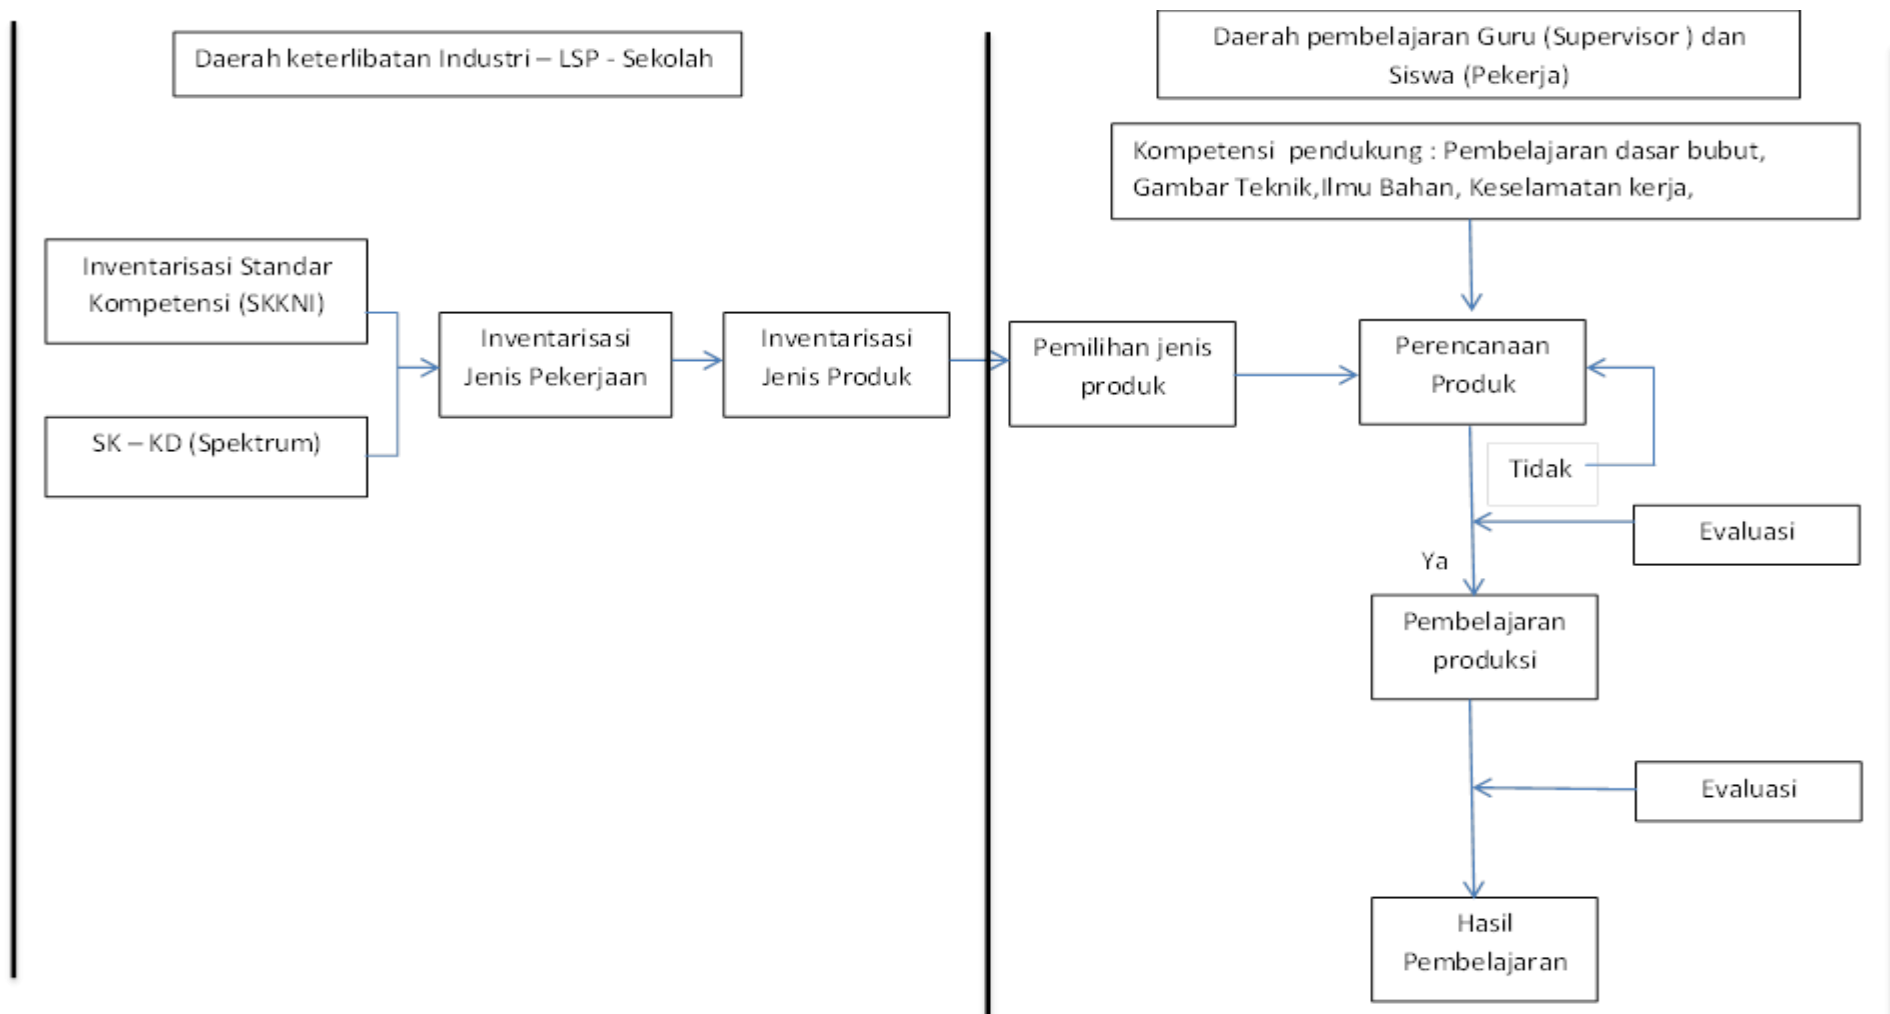 Daerah keterlibatan Industri – LSP - Sekolah
Daerah pembelajaran Guru (Supervisor ) dan
Siswa (Pekerja)
Kompetensi pendukung : Pembelajaran dasar bubut,
Gambar Teknik,Ilmu Bahan, Keselamatan kerja,
Inventarisasi Standar
Kompetensi (SKKNI)
SK – KD (Spektrum)
Inventarisasi
Jenis Pekerjaan
Inventarisasi
Jenis Produk
Pemilihan jenis
produk
Perencanaan
Produk
Tidak
Evaluasi
Ya
Pembelajaran
produksi
Evaluasi
Hasil
Pembelajaran